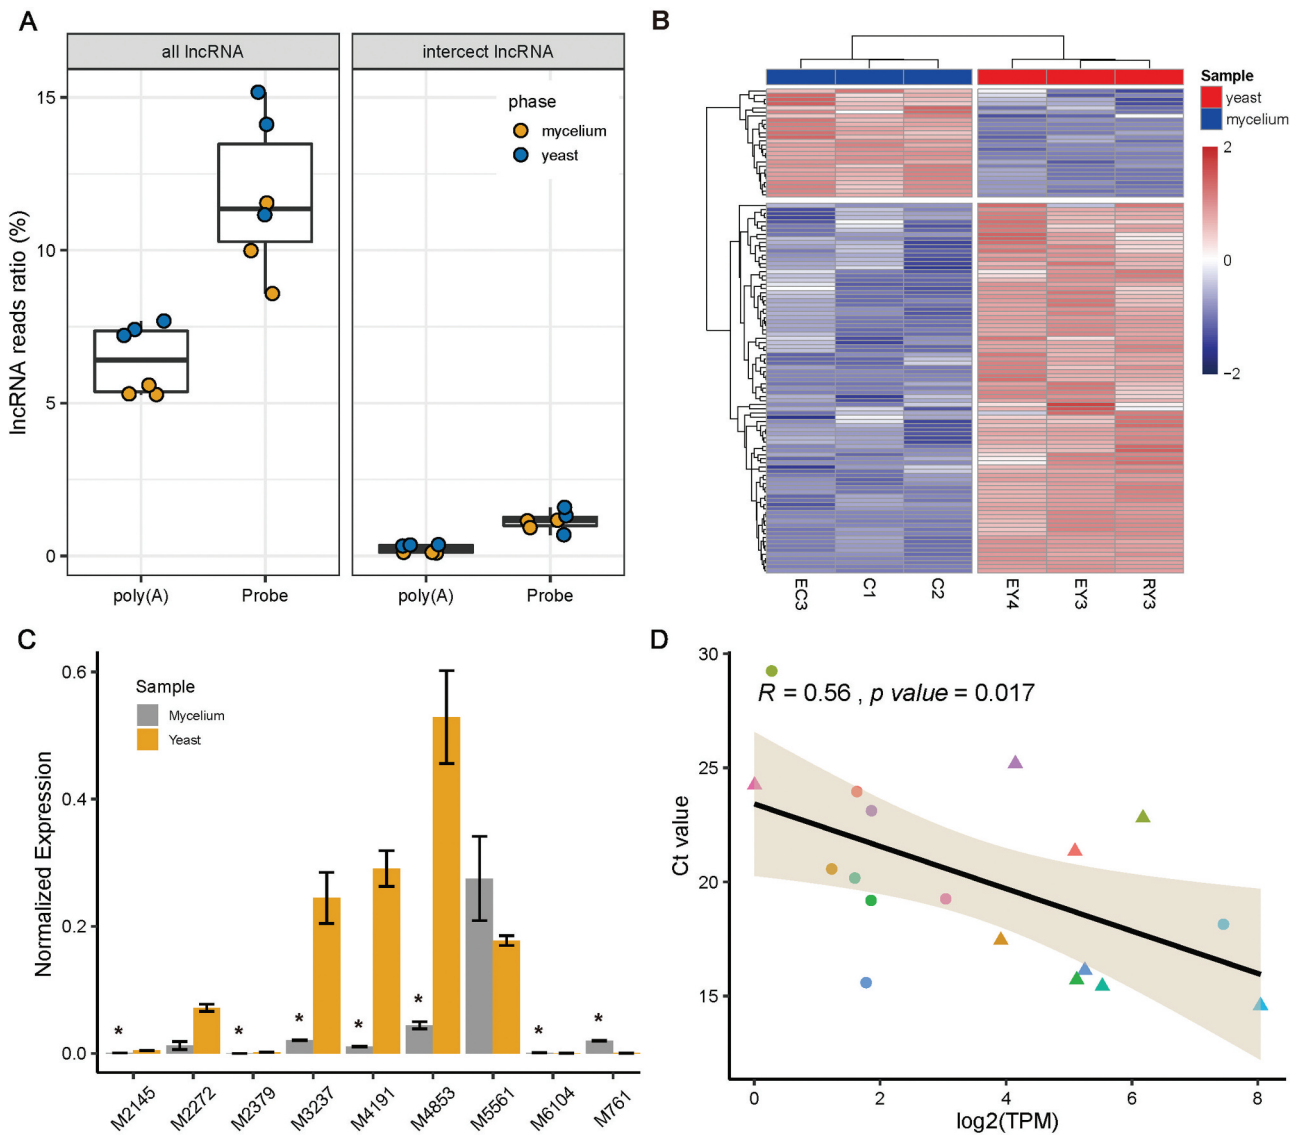 A
all lncRNA
intercect lncRNA
phase
mycelium
yeast
lncRNA reads ratio (%)
15
10
5
0
poly(A)
Probe
poly(A)
Probe
B
Sample
yeast
mycelium
2
0
−2
EC3
C1
C2
EY4
EY3
RY3
C
Sample
Mycelium
Yeast
Normalized Expression
0.6
0.4
0.2
0.0
* * * * * * *
M2145
M2272
M2379
M3237
M4191
M4853
M5561
M6104
M761
D
R = 0.56 , p value = 0.017
Ct value
30
25
20
15
0 2 4 6 8
log2(TPM)